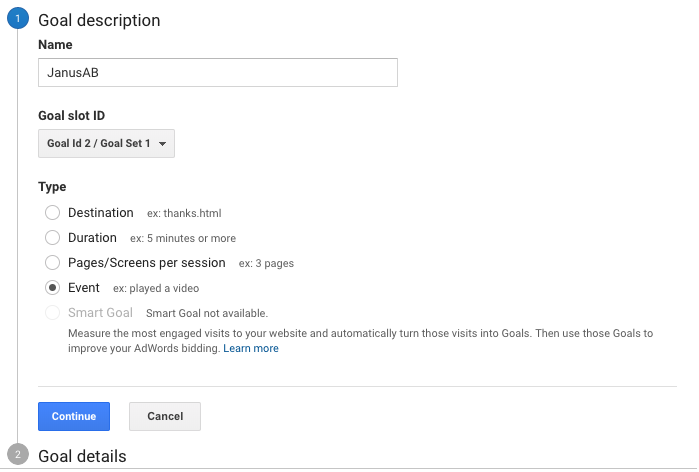 1 Goal description
Name
JanusAB
Goal slot ID
Goal Id 2 / Goal Set 1
Type
Destination ex: thanks.html
Duration ex: 5 minutes or more
Pages/Screens per session ex: 3 pages
Event ex: played a video
Smart Goal Smart Goal not available.
Measure the most engaged visits to your website and automatically turn those visits into Goals. Then use those Goals to
improve your AdWords bidding. Learn more
Continue Cancel
2 Goal details